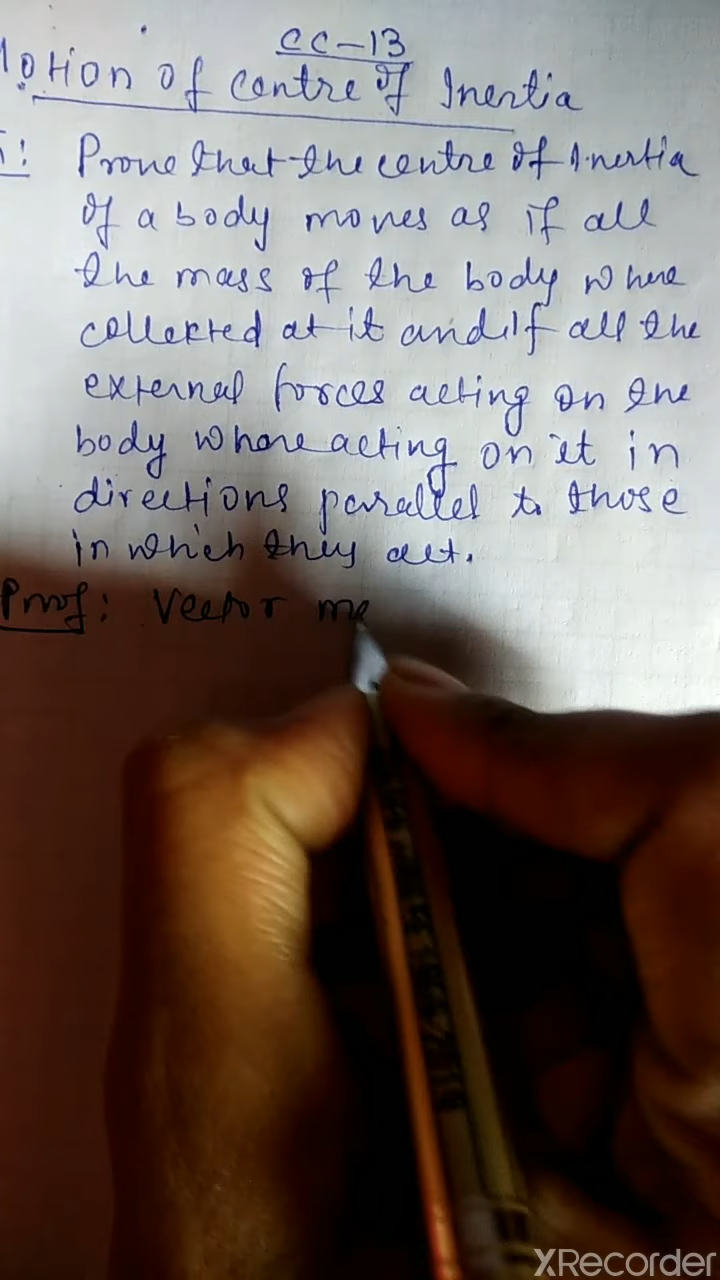 CC-13
Motion of Centre of Inertia
Prove that the centre of Inertia
of a body moves as if all
the mass of the body where
collected at it and if all the
external forces acting on the
body where acting on it in
directions parallel to those
in which they act.
Proof: Vector me
XRecorder